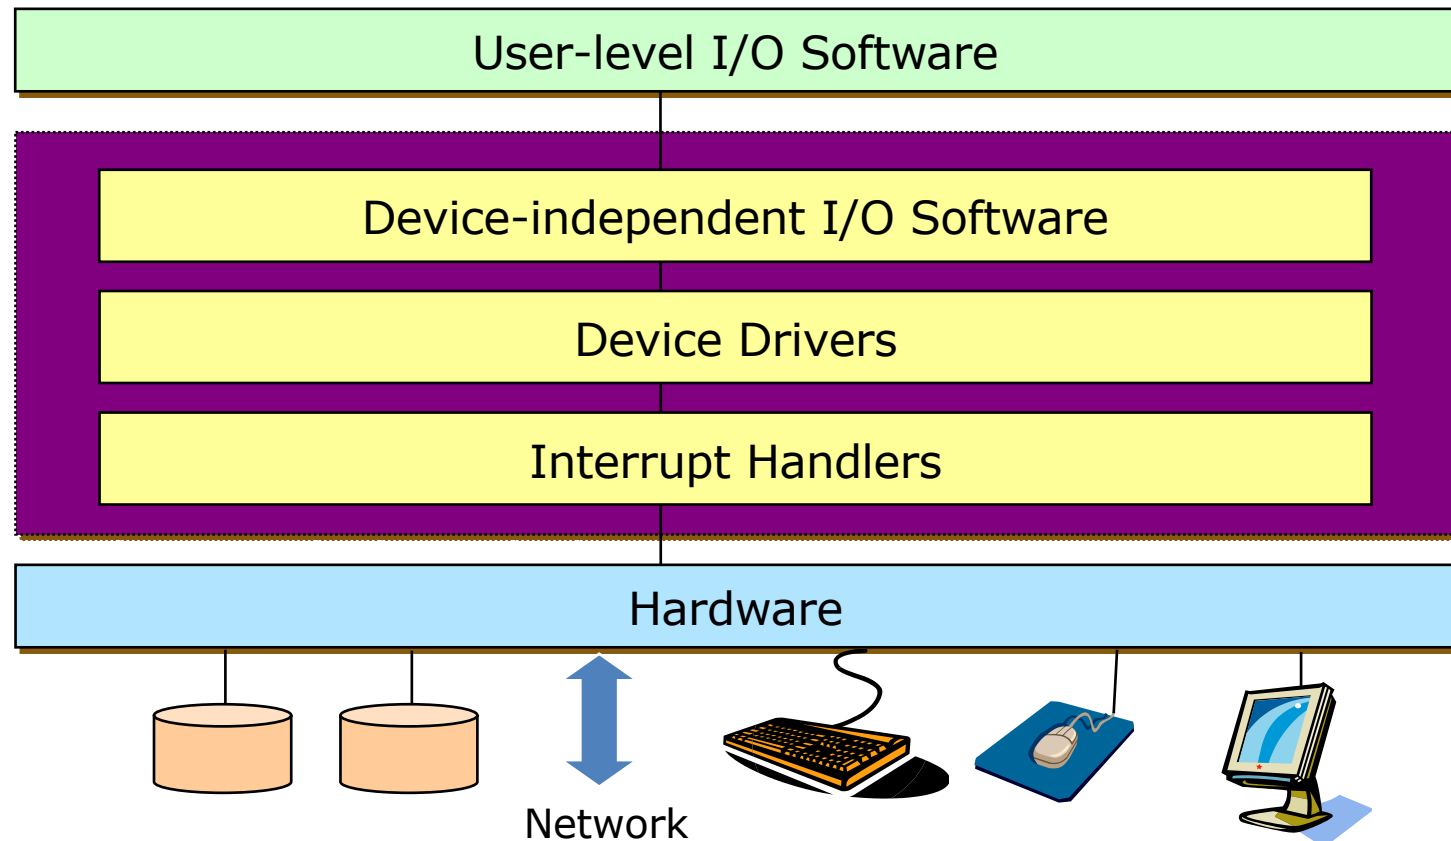 User-level I/O Software
Device-independent I/O Software
Device Drivers
Interrupt Handlers
Hardware
Network